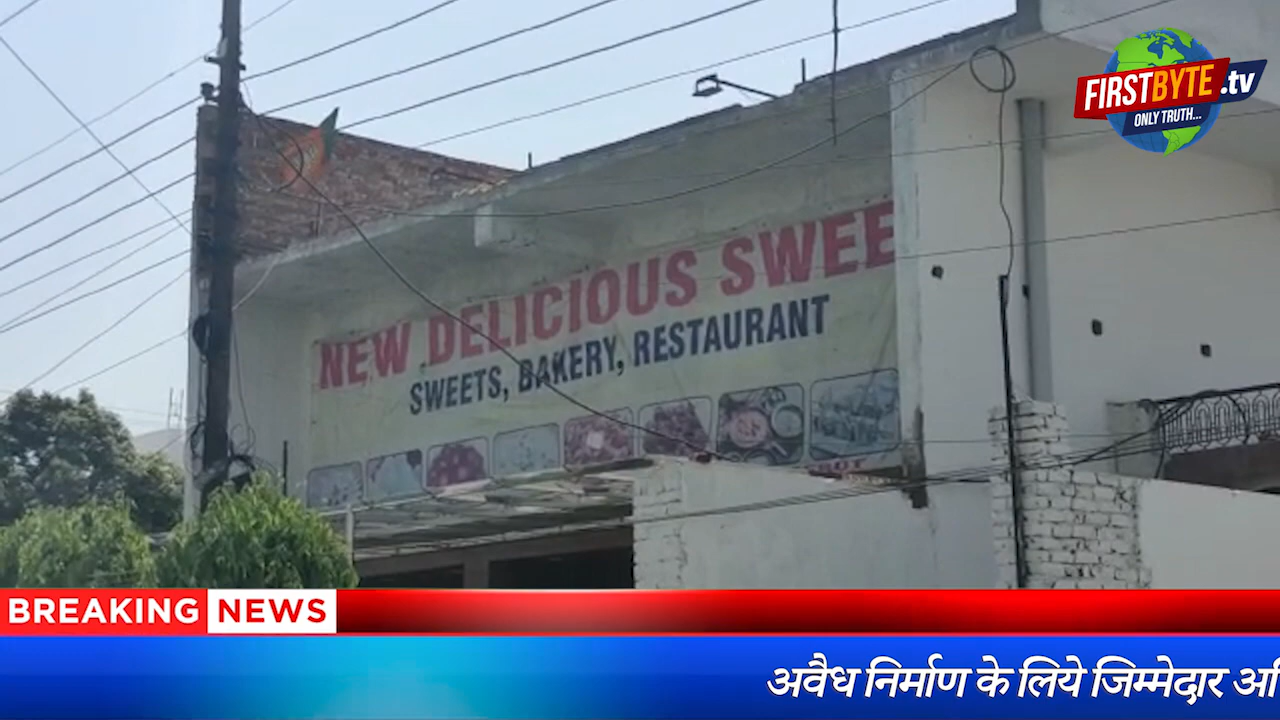 FIRSTBYTE.tv
ONLY TRUTH...
NEW DELICIOUS SWEE
SWEETS, BAKERY, RESTAURANT
BREAKING NEWS
अवैध निर्माण के लिये जिम्मेदार